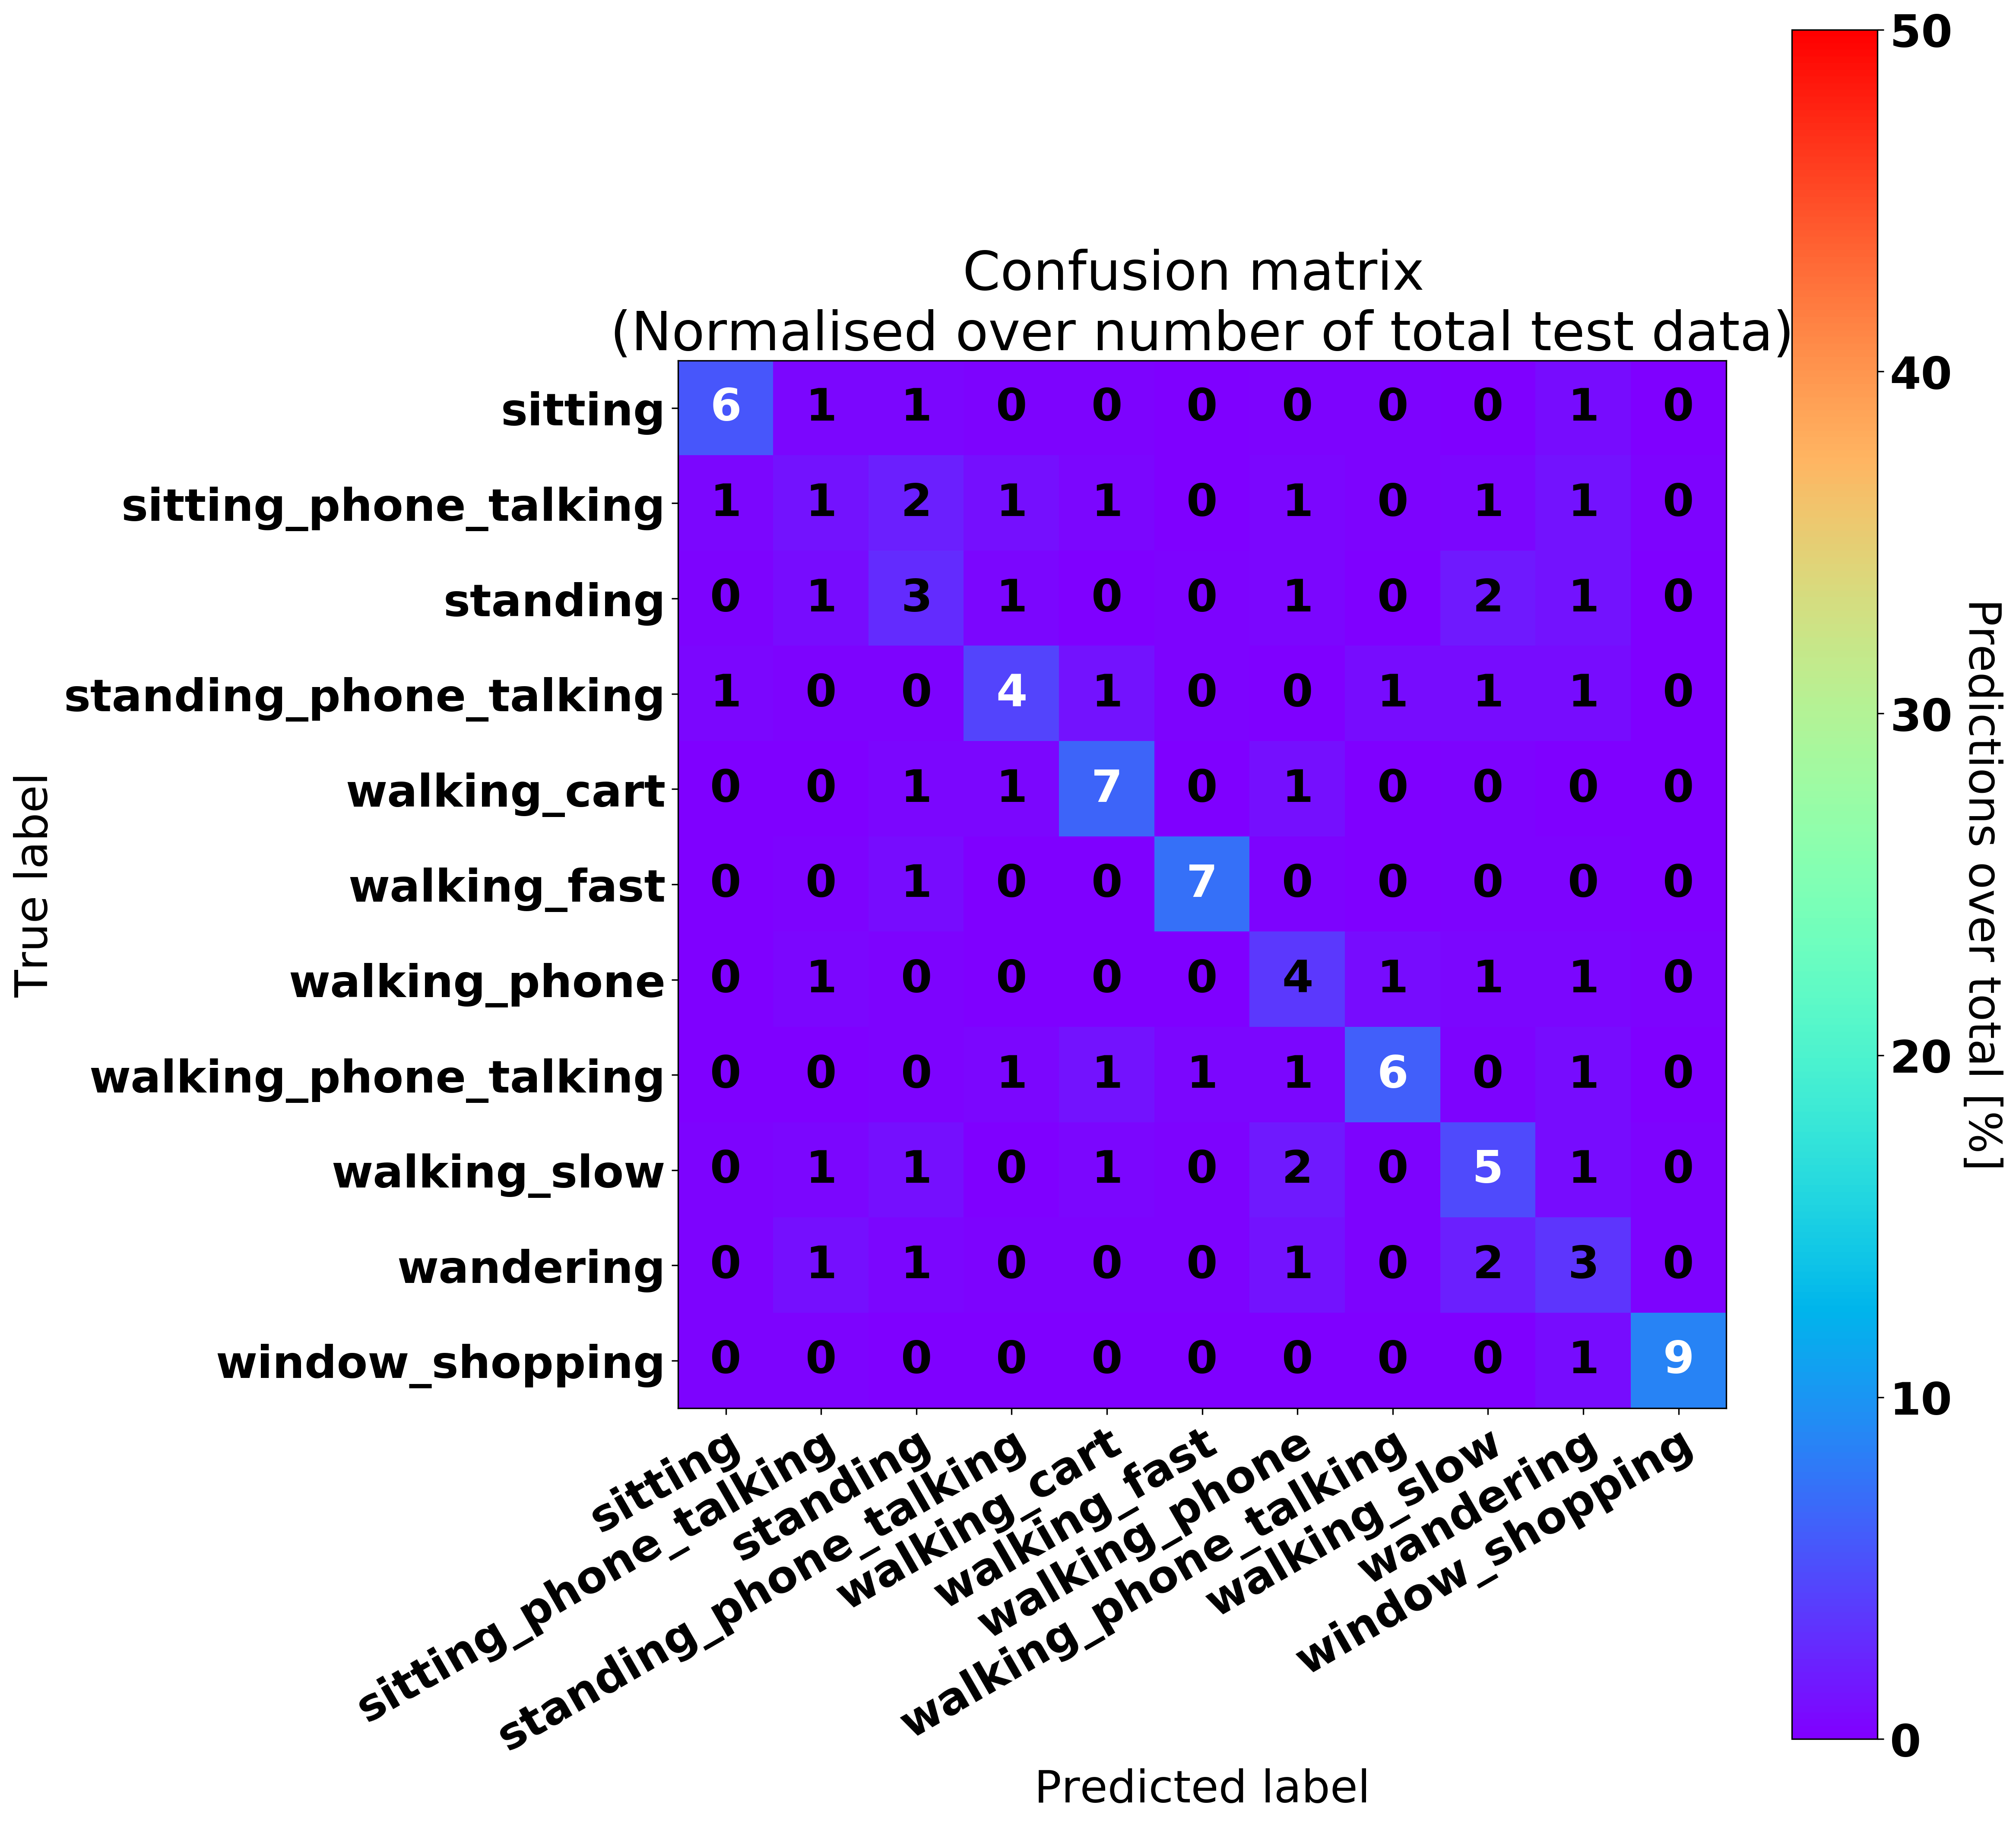 Confusion matrix
(Normalised over number of total test data)
True label
sitting 6 1 1 0 0 0 0 0 0 1 0
sitting_phone_talking 1 1 2 1 1 0 1 0 1 1 0
standing 0 1 3 1 0 0 1 0 2 1 0
standing_phone_talking 1 0 0 4 1 0 0 1 1 1 0
walking_cart 0 0 1 1 7 0 1 0 0 0 0
walking_fast 0 0 1 0 0 7 0 0 0 0 0
walking_phone 0 1 0 0 0 0 4 1 1 1 0
walking_phone_talking 0 0 0 1 1 1 1 6 0 1 0
walking_slow 0 1 1 0 1 0 2 0 5 1 0
wandering 0 1 1 0 0 0 1 0 2 3 0
window_shopping 0 0 0 0 0 0 0 0 0 1 9
sitting
sitting_phone_talking
standing
standing_phone_talking
walking_cart
walking_fast
walking_phone
walking_phone_talking
walking_slow
wandering
window_shopping
Predicted label
50
40
30
20
10
0
Predictions over total [%]